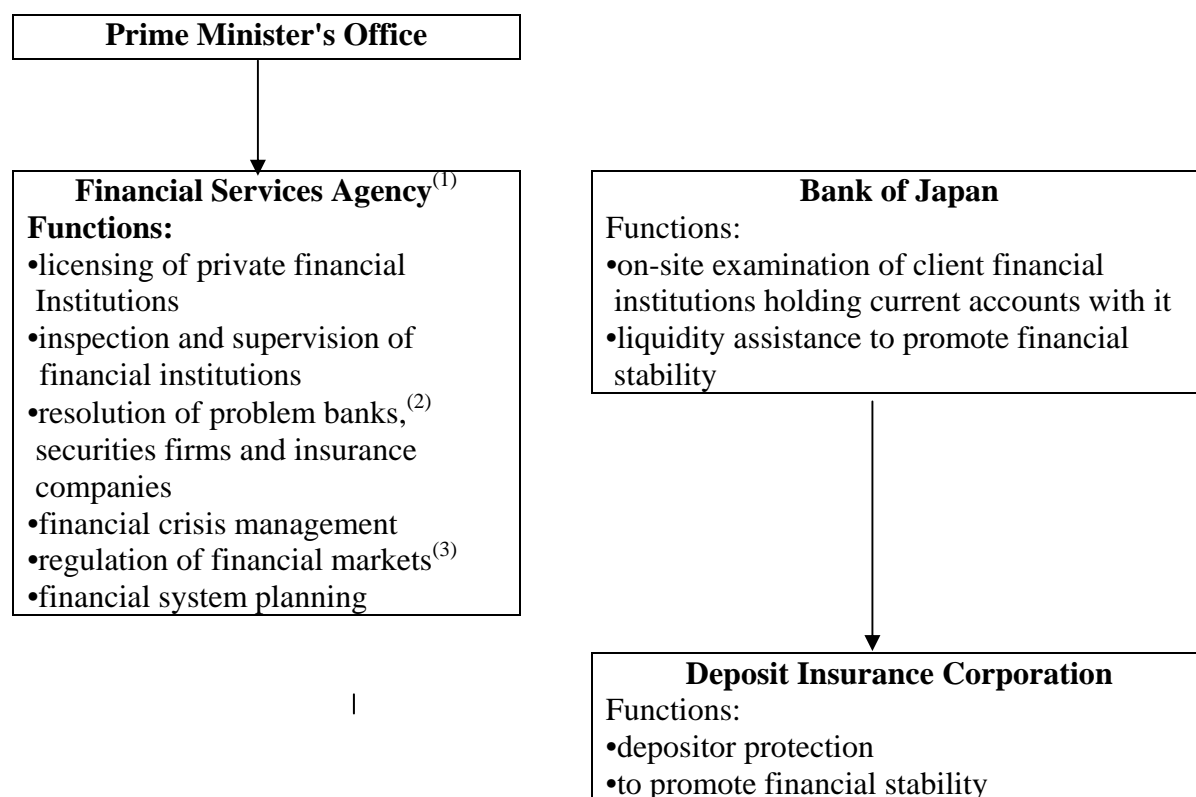 Prime Minister's Office
Financial Services Agency(1)
Functions:
•licensing of private financial
Institutions
•inspection and supervision of
financial institutions
•resolution of problem banks,(2)
securities firms and insurance
companies
•financial crisis management
•regulation of financial markets(3)
•financial system planning
Bank of Japan
Functions:
•on-site examination of client financial
institutions holding current accounts with it
•liquidity assistance to promote financial
stability
Deposit Insurance Corporation
Functions:
•depositor protection
•to promote financial stability